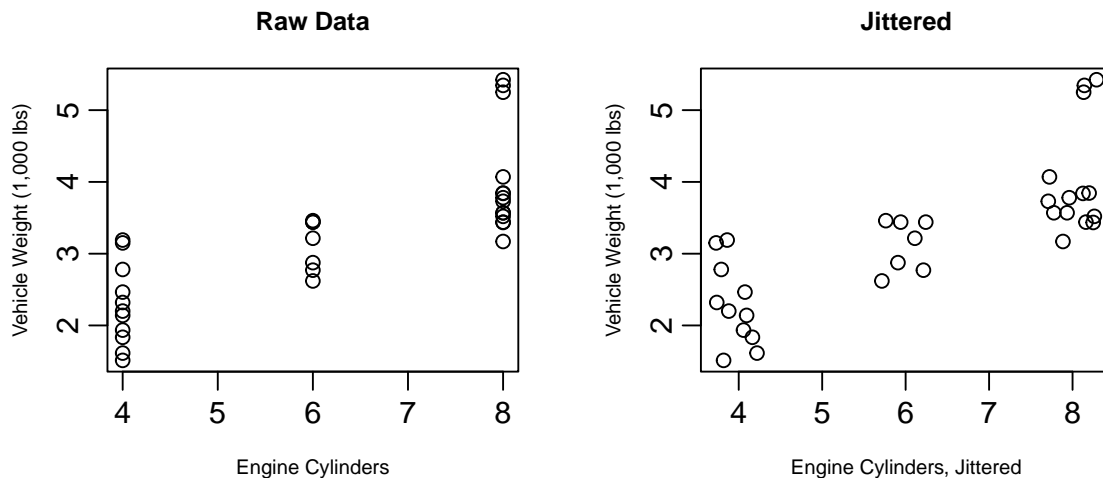 Raw Data
Vehicle Weight (1,000 lbs)
5
4
3
2
4 5 6 7 8
Engine Cylinders
Jittered
Vehicle Weight (1,000 lbs)
5
4
3
2
4 5 6 7 8
Engine Cylinders, Jittered